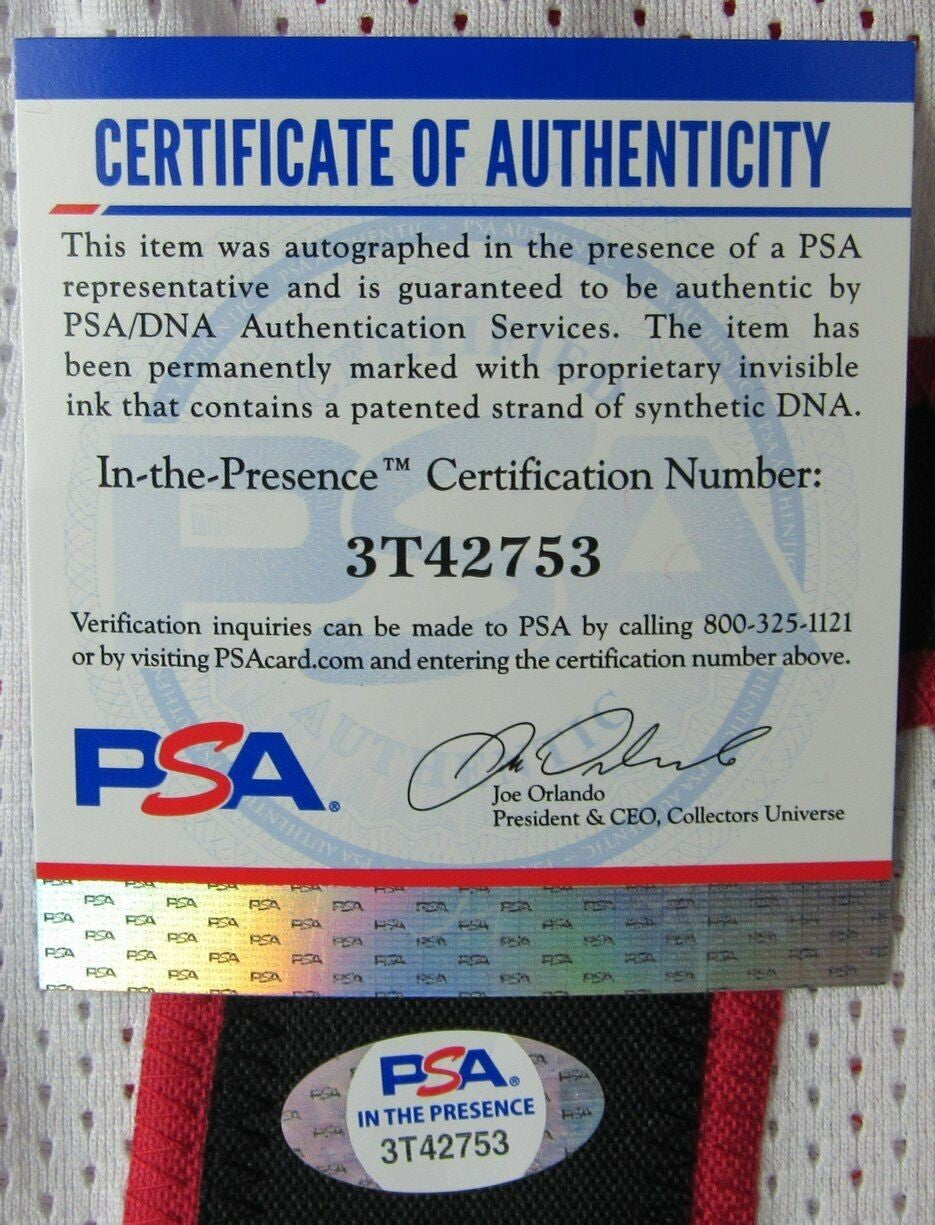 CERTIFICATE OF AUTHENTICITY
This item was autographed in the presence of a PSA
representative and is guaranteed to be authentic by
PSA/DNA Authentication Services. The item has
been permanently marked with proprietary invisible
ink that contains a patented strand of synthetic DNA.
In-the-Presence™ Certification Number:
3T42753
Verification inquiries can be made to PSA by calling 800-325-1121
or by visiting PSAcard.com and entering the certification number above.
PSA®
Joe Orlando
President & CEO, Collectors Universe
PSA®
IN THE PRESENCE
3T42753